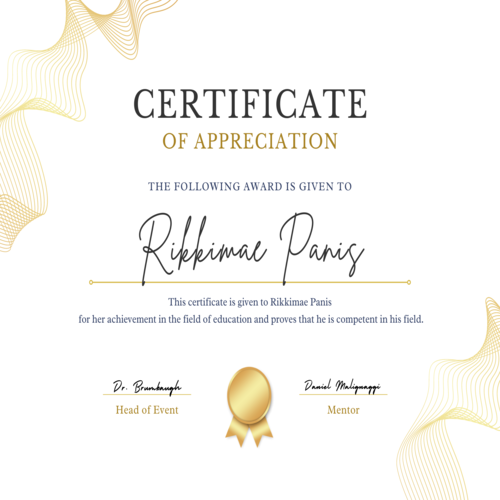 CERTIFICATE
OF APPRECIATION
THE FOLLOWING AWARD IS GIVEN TO
Rikkimae Panis
This certificate is given to Rikkimae Panis
for her achievement in the field of education and proves that he is competent in his field.
Dr. Brumbaugh
Daniel Malignaggi
Head of Event
Mentor